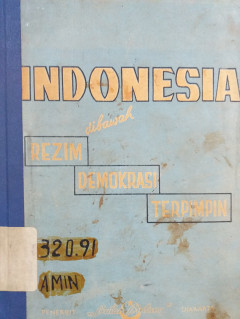 INDONESIA
dibawah
REZIM
DEMOKRASI
TERPIMPIN
320.91
AMIN